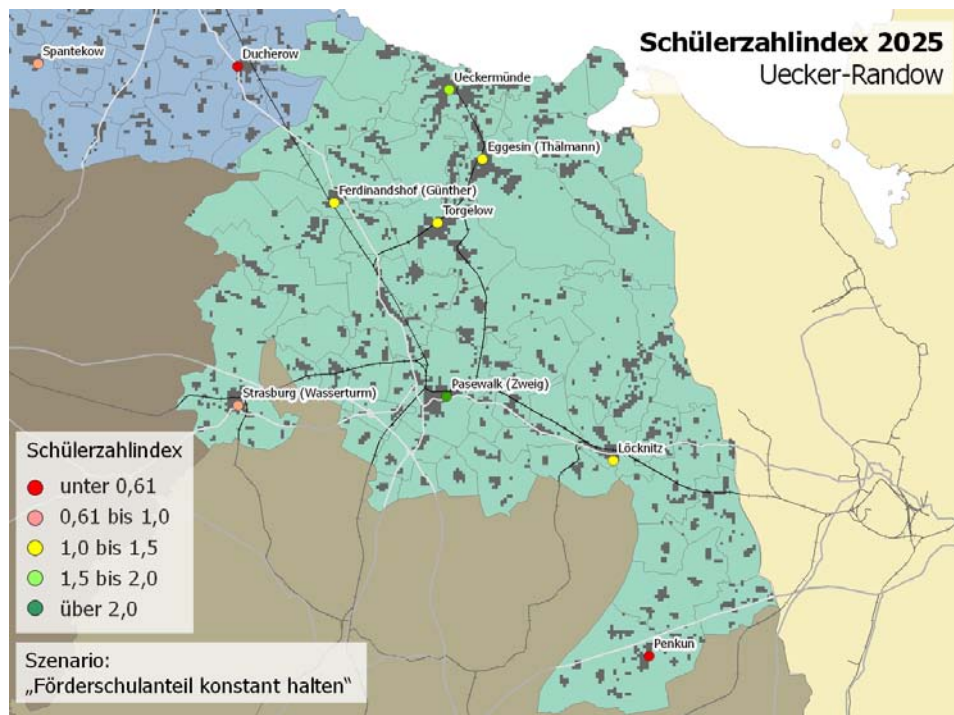 Schülerzahlindex 2025
Uecker-Randow
Spantekow
Ducherow
Ueckermünde
Eggesin (Thälmann)
Ferdinandshof (Günther)
Torgelow
Strasburg (Wasserturm)
Pasewalk (Zweig)
Löcknitz
Penkun
Schülerzahlindex
unter 0,61
0,61 bis 1,0
1,0 bis 1,5
1,5 bis 2,0
über 2,0
Szenario:
„Förderschulanteil konstant halten“